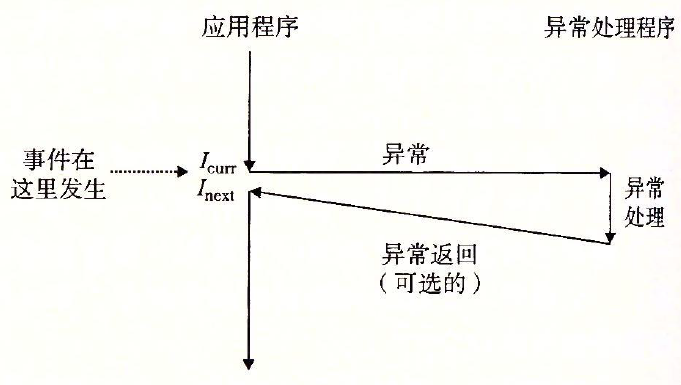 应用程序
异常处理程序
事件在
这里发生
Icurr
Inext
异常
异常
处理
异常返回
（可选的）